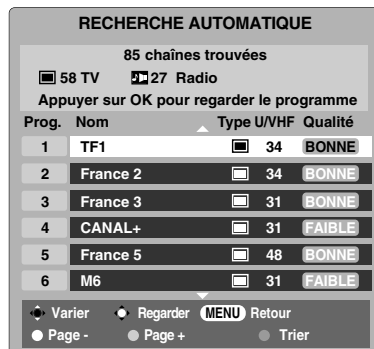 RECHERCHE AUTOMATIQUE
85 chaînes trouvées
58 TV 27 Radio
Appuyer sur OK pour regarder le programme
Prog. Nom Type U/VHF Qualité
1 TF1 34 BONNE
2 France 2 34 BONNE
3 France 3 31 BONNE
4 CANAL+ 31 FAIBLE
5 France 5 48 BONNE
6 M6 31 FAIBLE
Varier Regarder MENU Retour
Page - Page + Trier